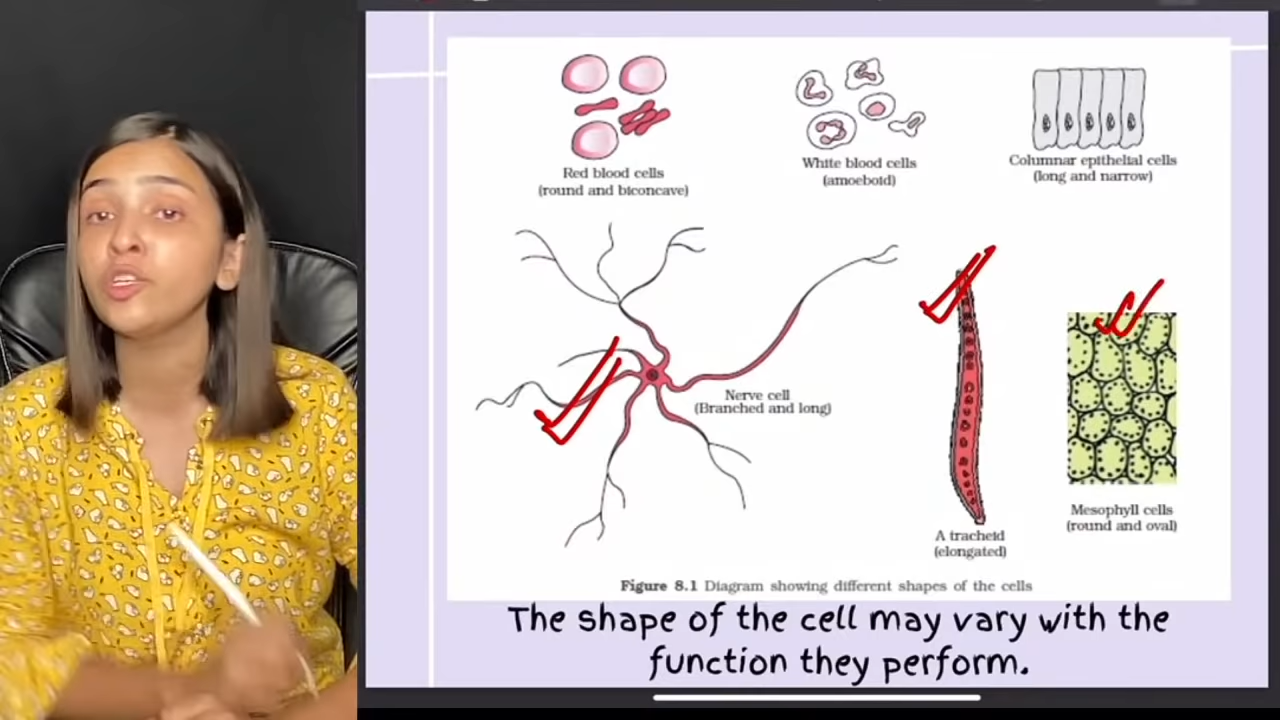 Red blood cells
(round and biconcave)
White blood cells
(amoeboid)
Columnar epithelial cells
(long and narrow)
Nerve cell
(Branched and long)
A tracheid
(elongated)
Mesophyll cells
(round and oval)
Figure 8.1 Diagram showing different shapes of the cells
The shape of the cell may vary with the
function they perform.